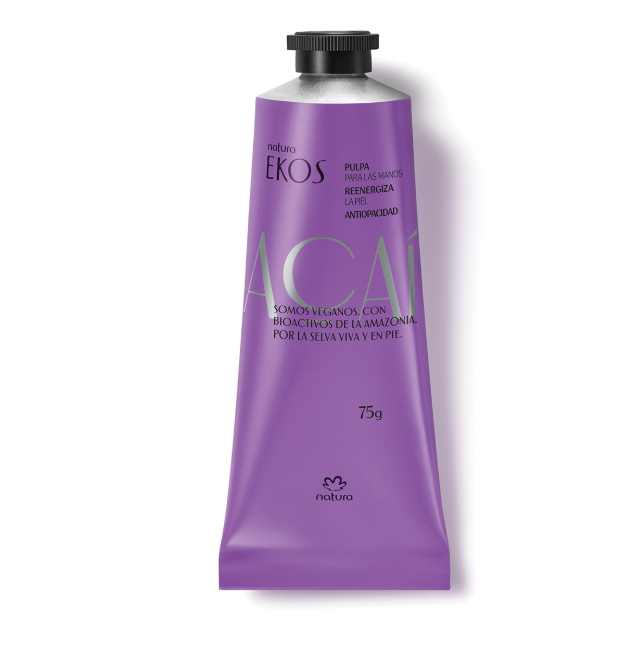 natura
EKOS
PULPA
PARA LAS MANOS
REENERGIZA
LA PIEL
ANTIOPACIDAD
ACAÍ
SOMOS VEGANOS, CON
BIOACTIVOS DE LA AMAZONÍA.
POR LA SELVA VIVA Y EN PIE.
75g
natura